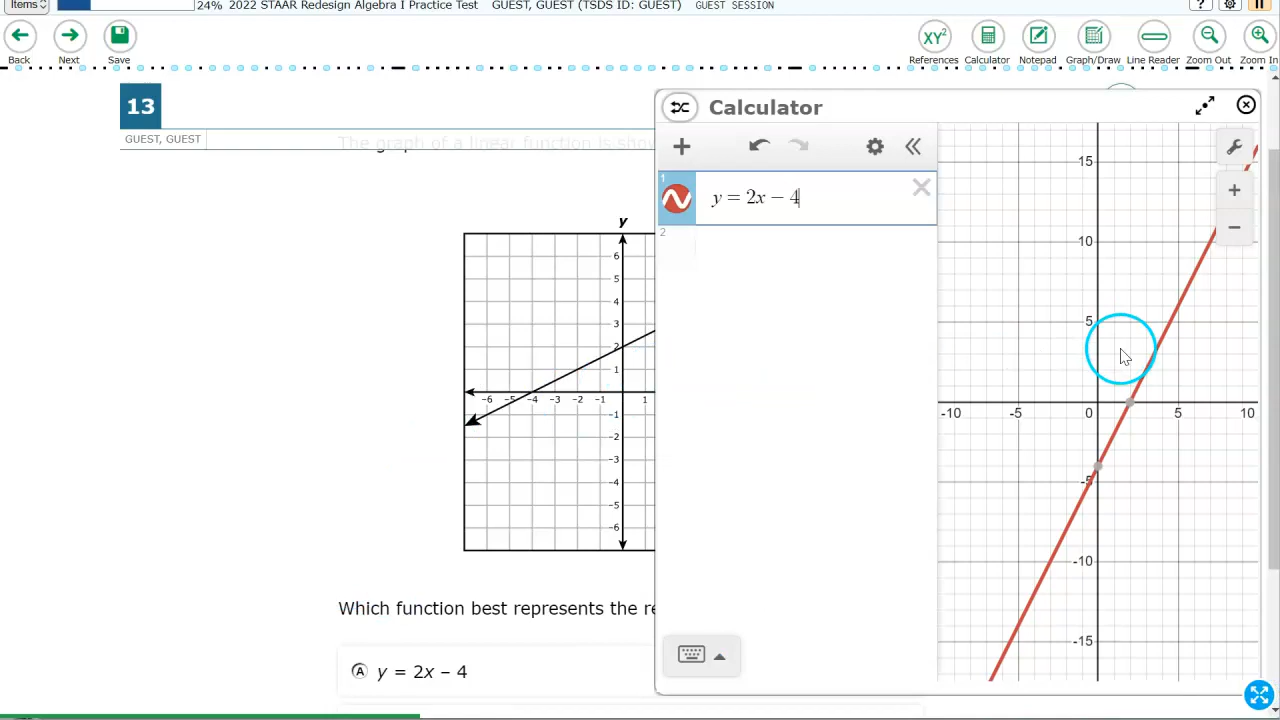 Items
24% 2022 STAAR Redesign Algebra I Practice Test GUEST, GUEST (TSDS ID: GUEST) GUEST SESSION
?
Back Next Save
XY²
References Calculator Notepad Graph/Draw Line Reader Zoom Out Zoom In
13
GUEST, GUEST
The graph of a linear function is show
Calculator
1
y = 2x − 4
2
y
6
5
4
3
2
1
-6 -5 -4 -3 -2 -1 1
-1
-2
-3
-4
-5
-6
15
10
5
-10 -5 0 5 10
-5
-10
-15
Which function best represents the re
A y = 2x – 4